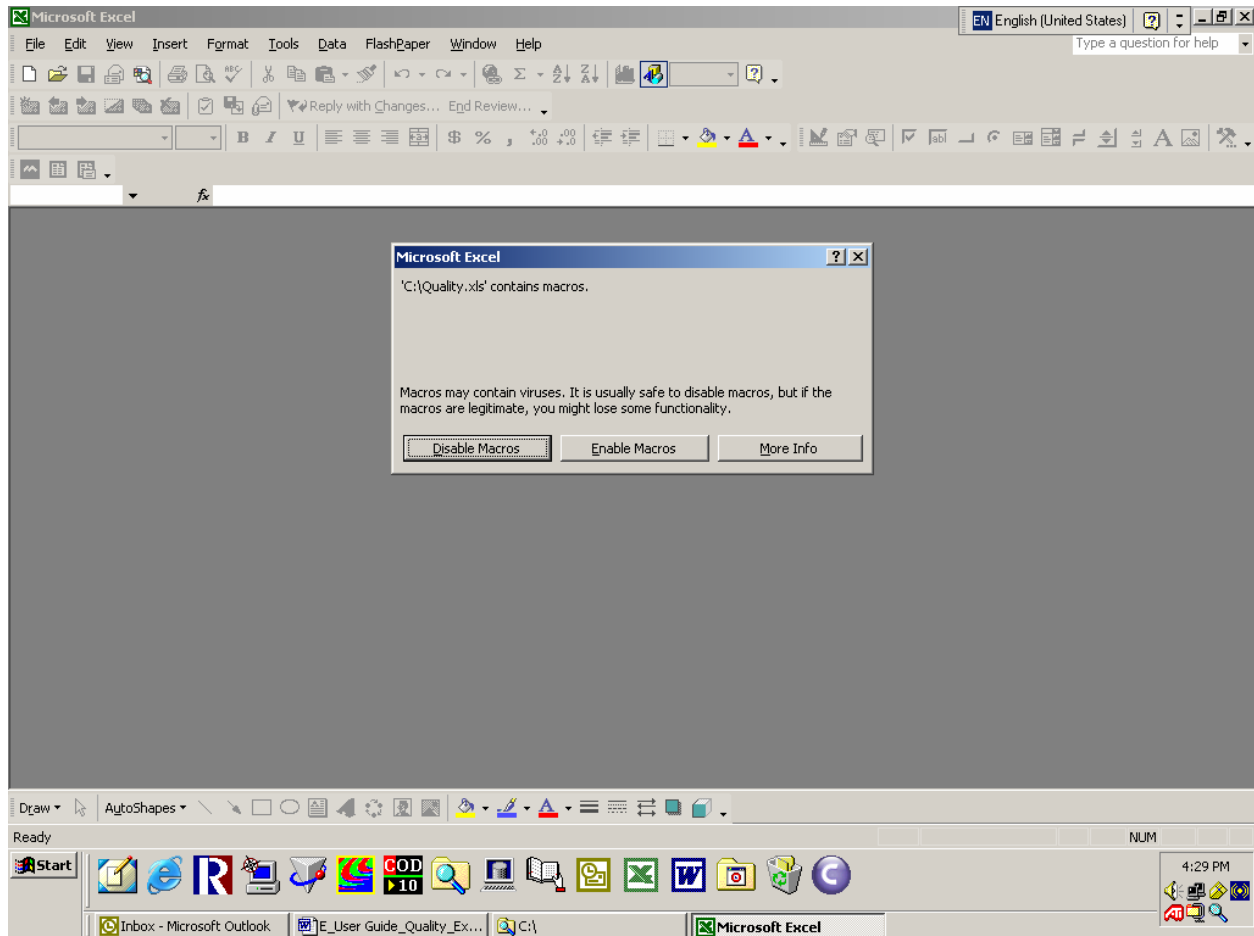 Microsoft Excel
EN English (United States)
File Edit View Insert Format Tools Data FlashPaper Window Help
Type a question for help
Reply with Changes... End Review...
B I U $ % ,
fx
Microsoft Excel
'C:\Quality.xls' contains macros.
Macros may contain viruses. It is usually safe to disable macros, but if the
macros are legitimate, you might lose some functionality.
Disable Macros Enable Macros More Info
Draw AutoShapes
Ready
NUM
Start
COD
10
4:29 PM
Inbox - Microsoft Outlook
E_User Guide_Quality_Ex...
C:\
Microsoft Excel